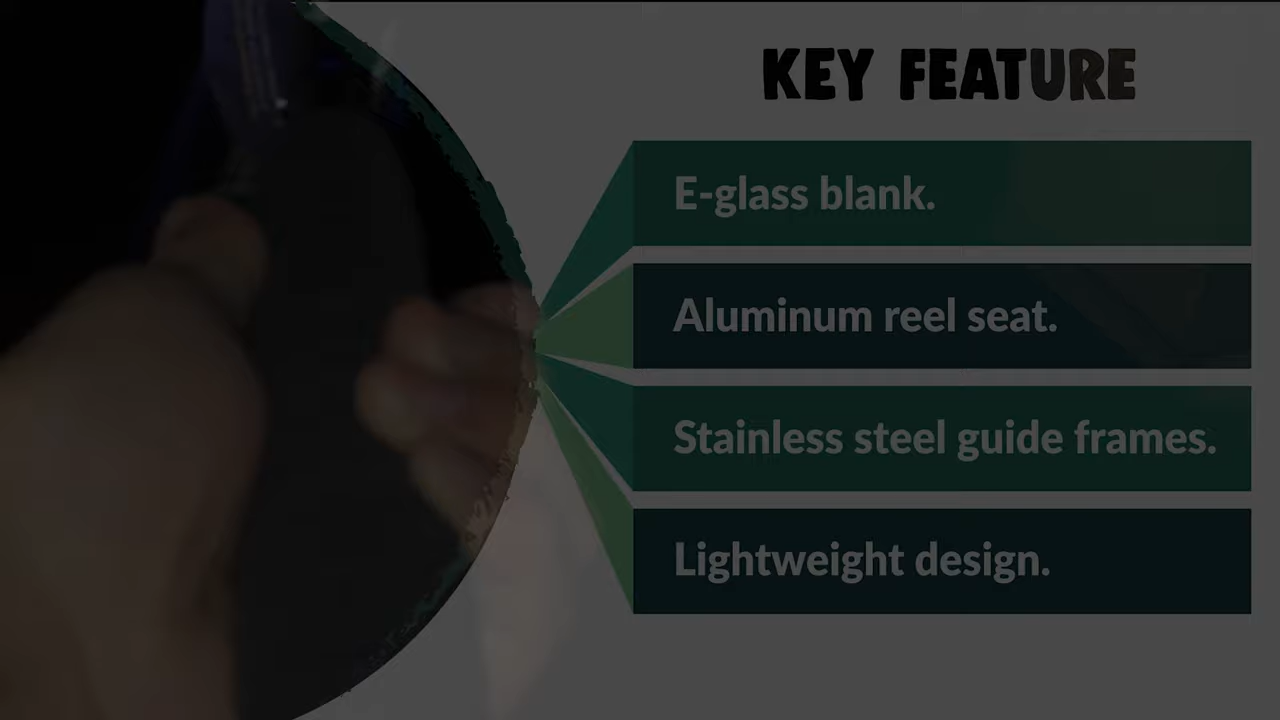 KEY FEATURE
E-glass blank.
Aluminum reel seat.
Stainless steel guide frames.
Lightweight design.